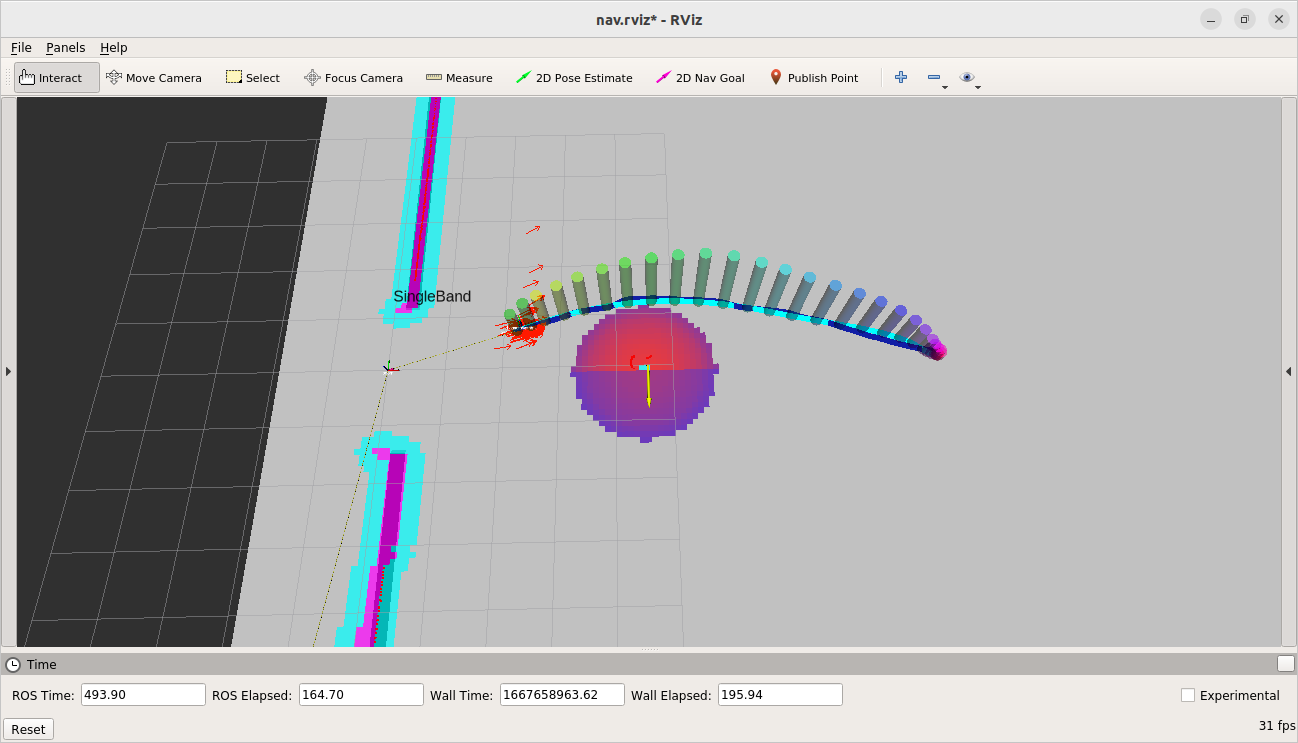 nav.rviz* - RViz
File Panels Help
Interact Move Camera Select Focus Camera Measure 2D Pose Estimate 2D Nav Goal Publish Point
SingleBand
Time
ROS Time: 493.90 ROS Elapsed: 164.70 Wall Time: 1667658963.62 Wall Elapsed: 195.94 Experimental
Reset 31 fps